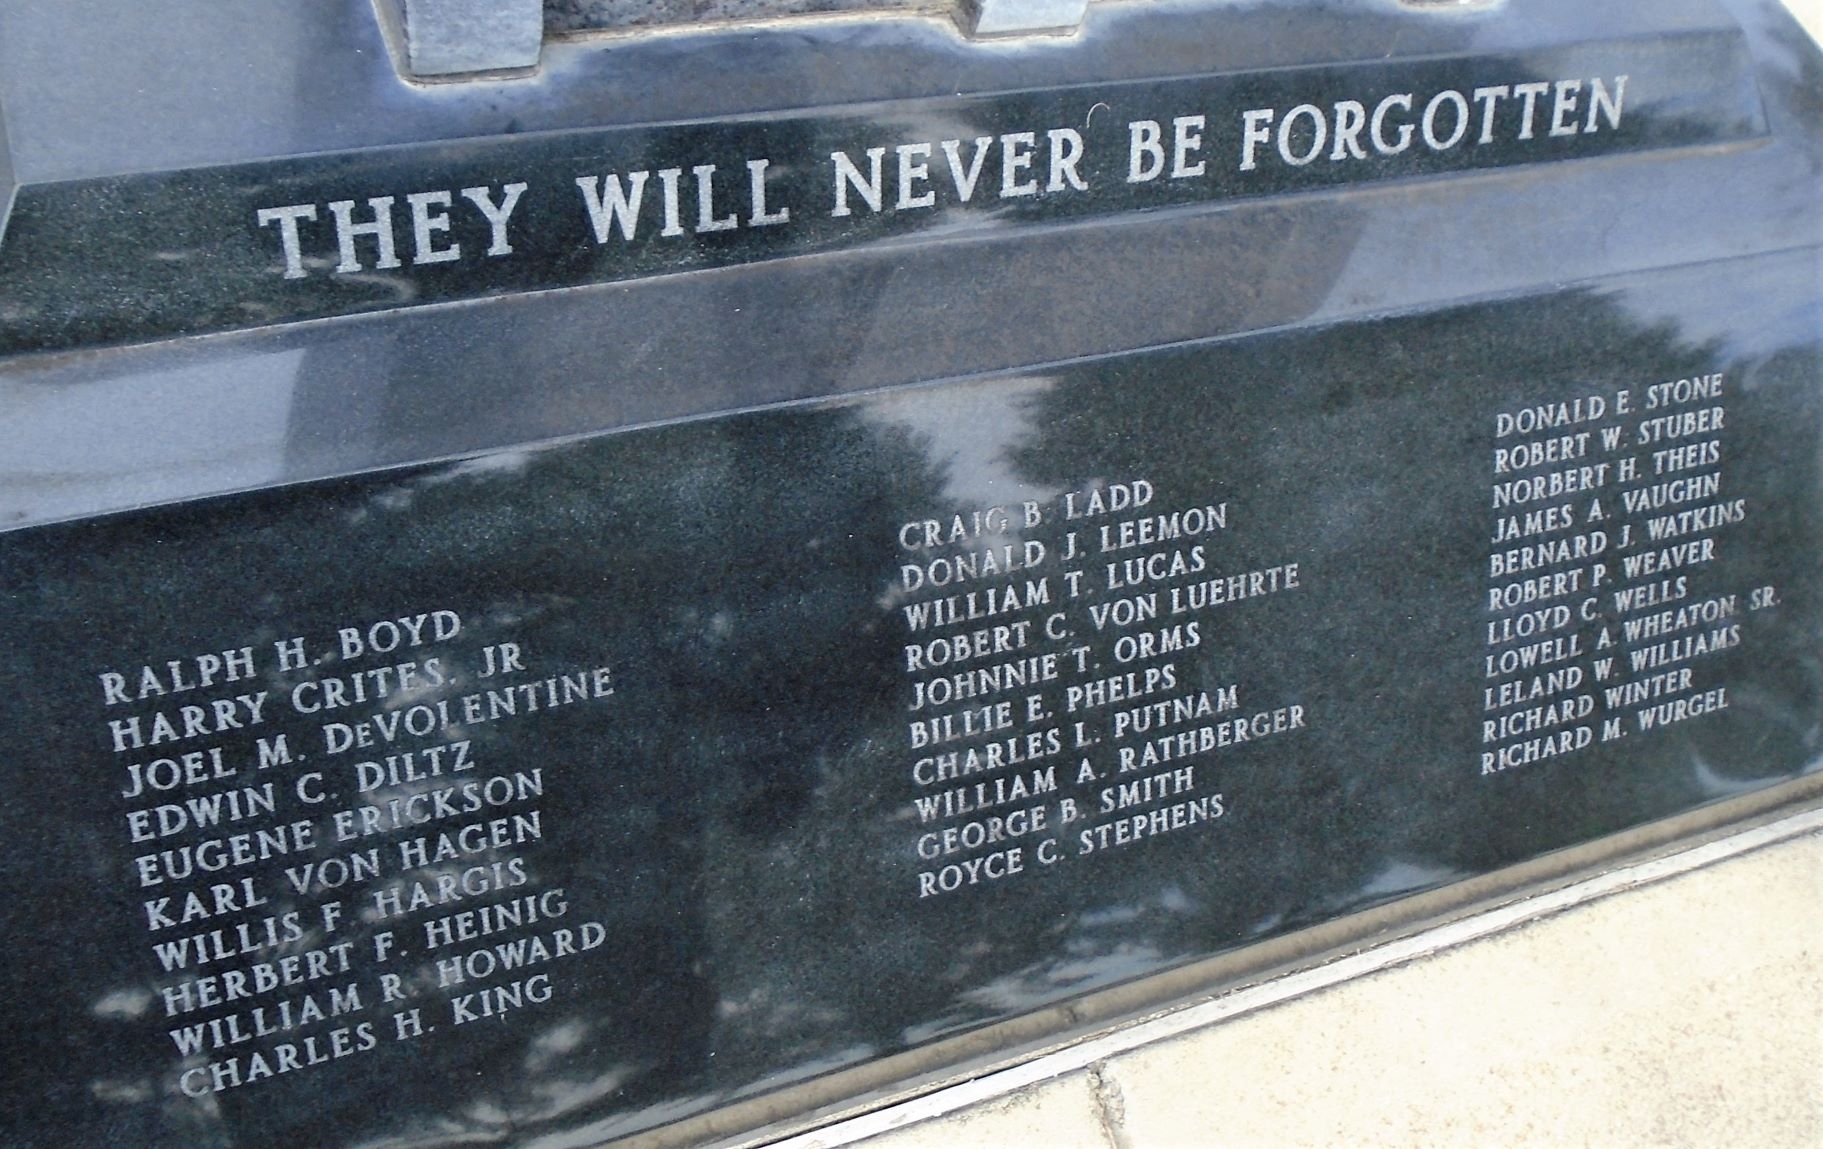 THEY WILL NEVER BE FORGOTTEN
RALPH H. BOYD
HARRY CRITES, JR
JOEL M. DeVOLENTINE
EDWIN C. DILTZ
EUGENE ERICKSON
KARL VON HAGEN
WILLIS F. HARGIS
HERBERT F. HEINIG
WILLIAM R. HOWARD
CHARLES H. KING
CRAIG B. LADD
DONALD J. LEEMON
WILLIAM T. LUCAS
ROBERT C. VON LUEHRTE
JOHNNIE T. ORMS
BILLIE E. PHELPS
CHARLES L. PUTNAM
WILLIAM A. RATHBERGER
GEORGE B. SMITH
ROYCE C. STEPHENS
DONALD E. STONE
ROBERT W. STUBER
NORBERT H. THEIS
JAMES A. VAUGHN
BERNARD J. WATKINS
ROBERT P. WEAVER
LLOYD C. WELLS
LOWELL A. WHEATON SR.
LELAND W. WILLIAMS
RICHARD WINTER
RICHARD M. WURGEL